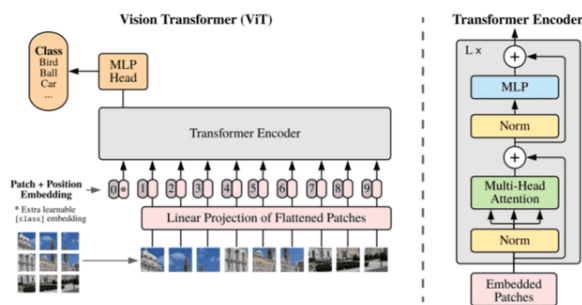 Vision Transformer (ViT)
Class
Bird
Ball
Car
...
MLP
Head
Transformer Encoder
Patch + Position
Embedding
* Extra learnable
[class] embedding
0 * 1 2 3 4 5 6 7 8 9
Linear Projection of Flattened Patches
Transformer Encoder
L x
+
MLP
Norm
+
Multi-Head
Attention
Norm
Embedded
Patches